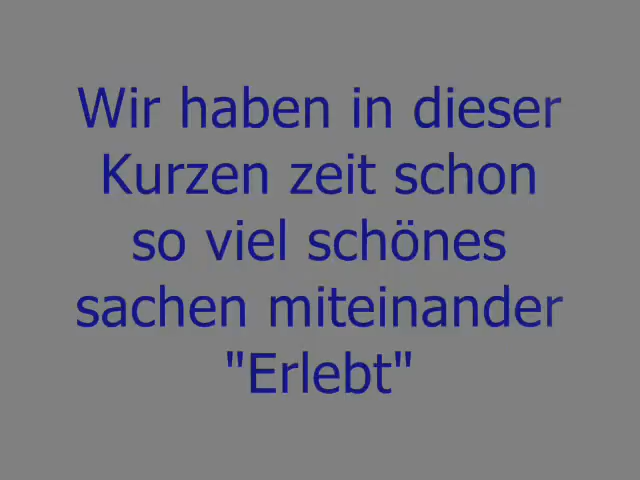 Wir haben in dieser
Kurzen zeit schon
so viel schönes
sachen miteinander
"Erlebt"